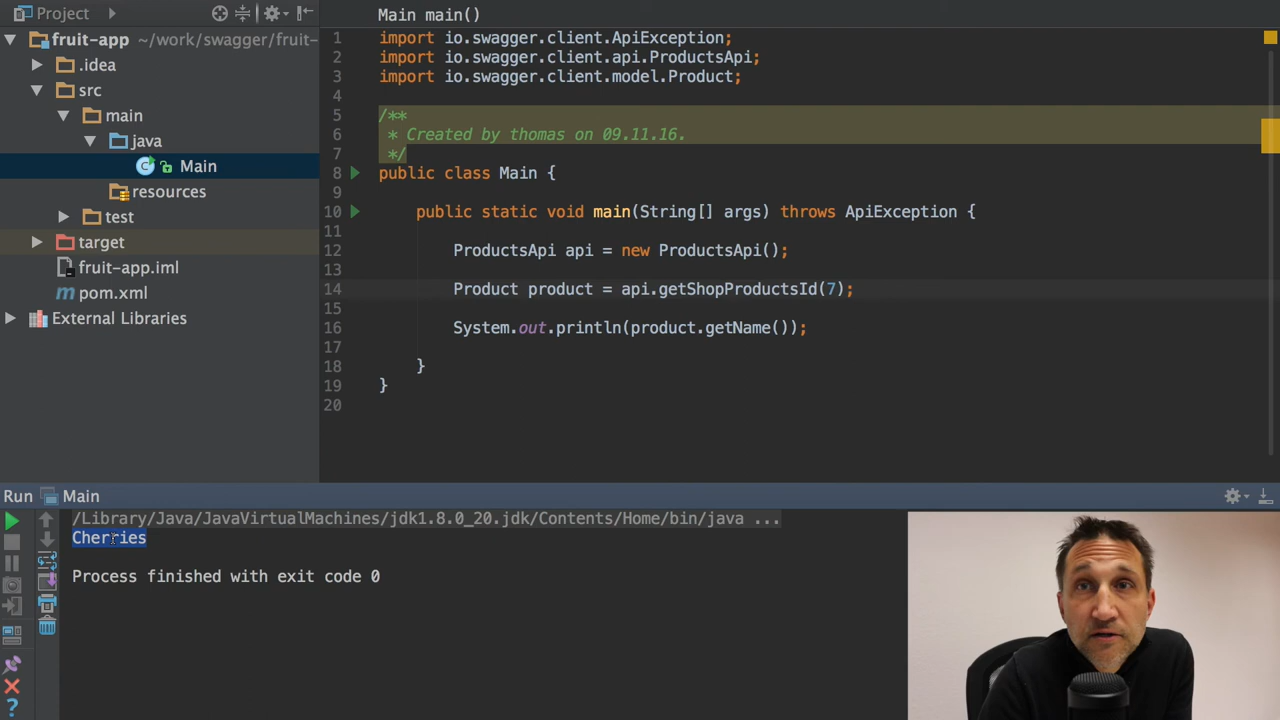 Project
fruit-app ~/work/swagger/fruit-
.idea
src
main
java
Main
resources
test
target
fruit-app.iml
pom.xml
External Libraries
Main main()
1 import io.swagger.client.ApiException;
2 import io.swagger.client.api.ProductsApi;
3 import io.swagger.client.model.Product;
4
5 /**
6 * Created by thomas on 09.11.16.
7 */
8 public class Main {
9
10 public static void main(String[] args) throws ApiException {
11
12 ProductsApi api = new ProductsApi();
13
14 Product product = api.getShopProductsId(7);
15
16 System.out.println(product.getName());
17
18 }
19 }
20
Run Main
/Library/Java/JavaVirtualMachines/jdk1.8.0_20.jdk/Contents/Home/bin/java ...
Cherries
Process finished with exit code 0